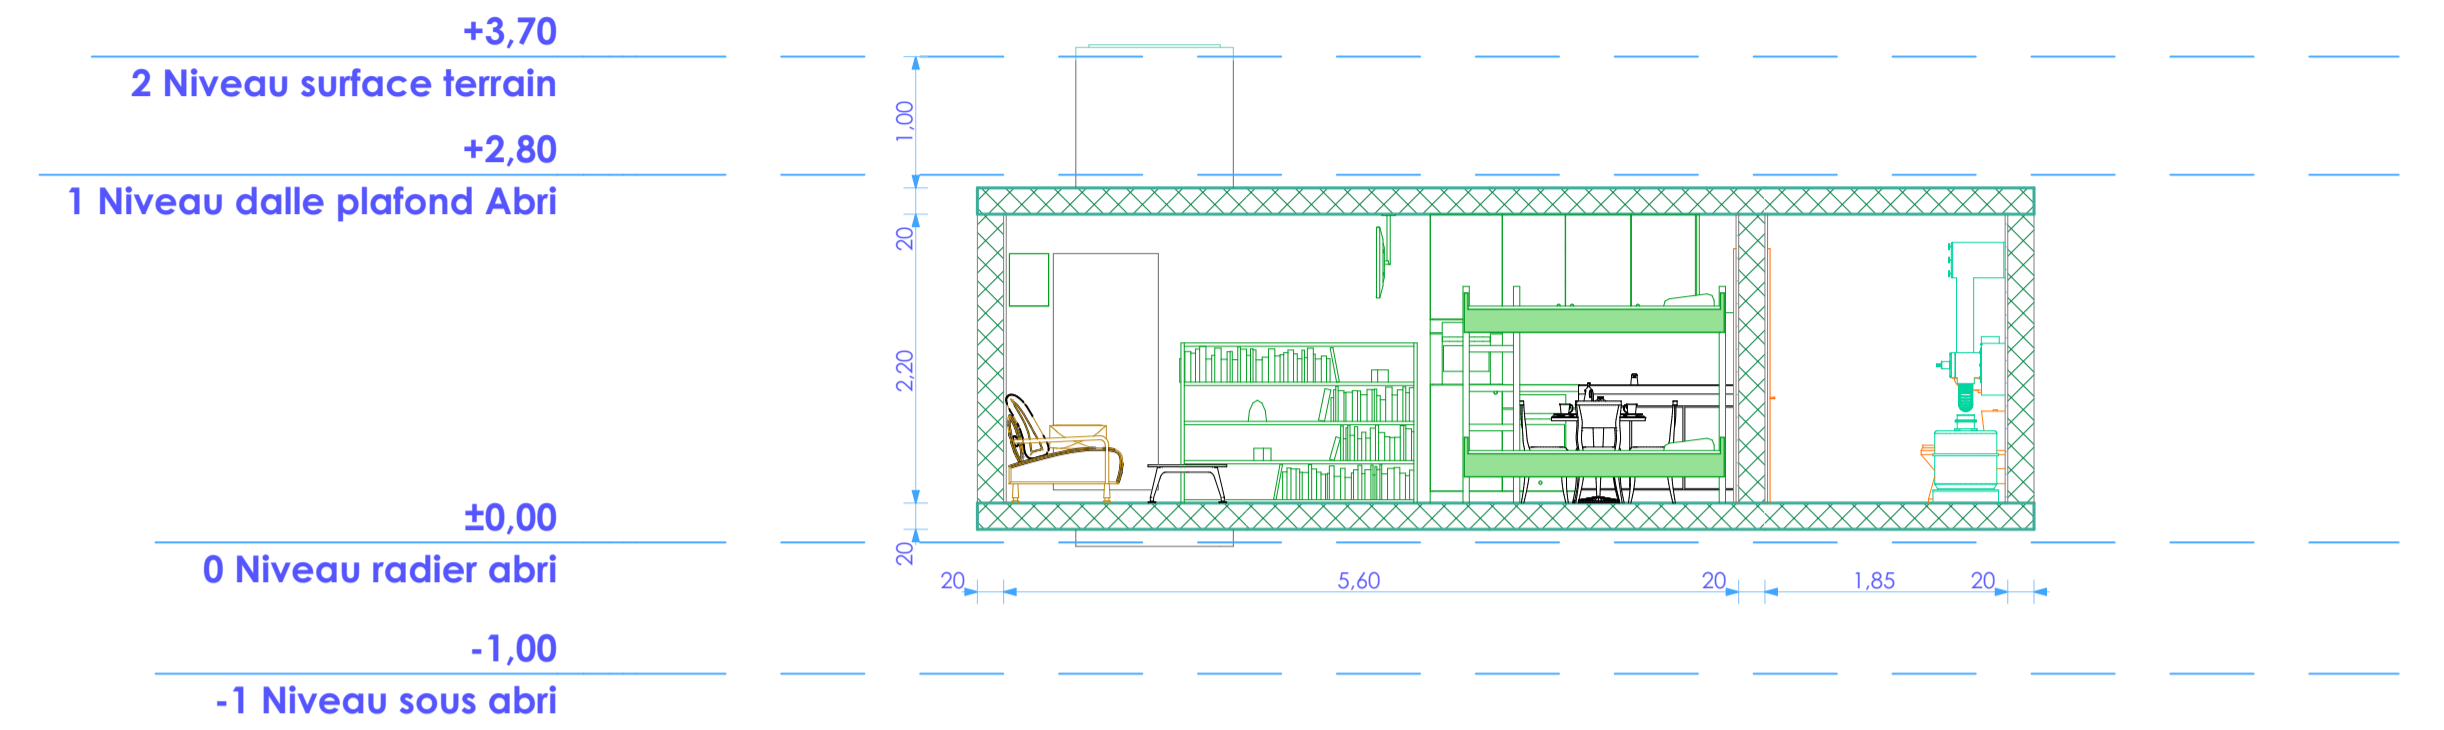 +3,70
2 Niveau surface terrain
+2,80
1 Niveau dalle plafond Abri
±0,00
0 Niveau radier abri
-1,00
-1 Niveau sous abri
1,00
20
2,20
20
20 5,60 20 1,85 20